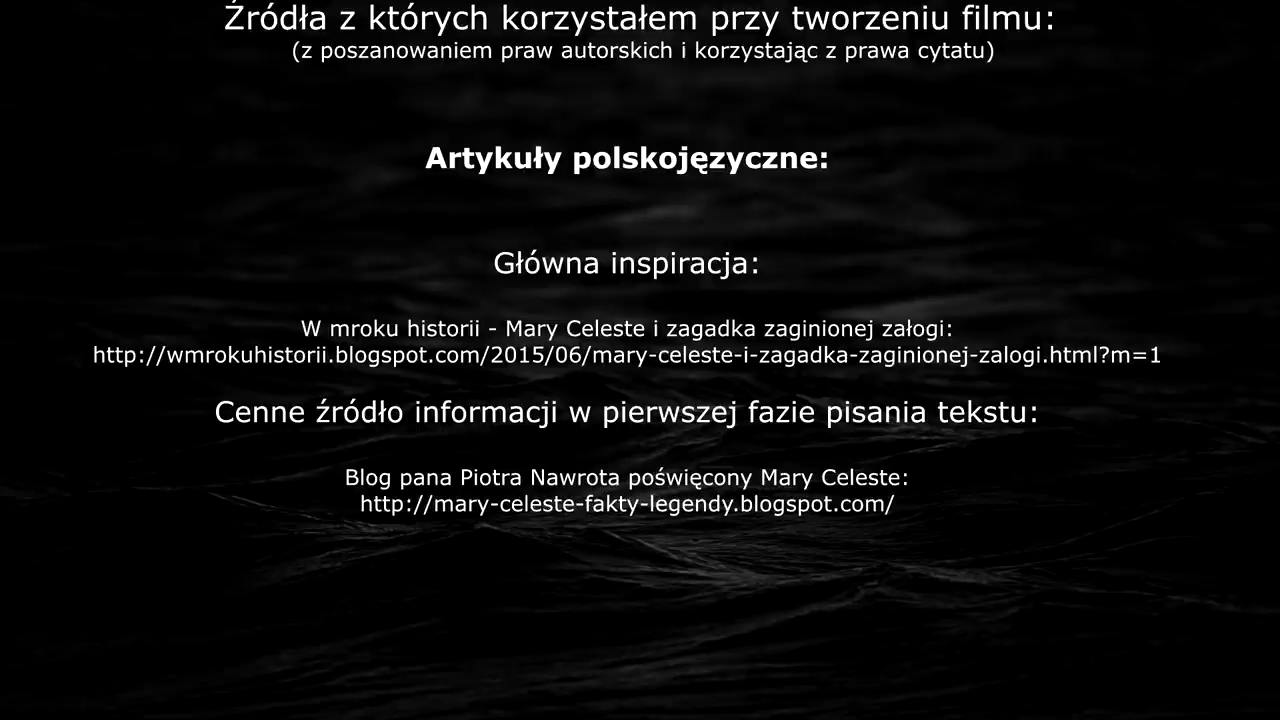 Źródła z których korzystałem przy tworzeniu filmu:
(z poszanowaniem praw autorskich i korzystając z prawa cytatu)
Artykuły polskojęzyczne:
Główna inspiracja:
W mroku historii - Mary Celeste i zagadka zaginionej załogi:
http://wmrokuhistorii.blogspot.com/2015/06/mary-celeste-i-zagadka-zaginionej-zalogi.html?m=1
Cenne źródło informacji w pierwszej fazie pisania tekstu:
Blog pana Piotra Nawrota poświęcony Mary Celeste:
http://mary-celeste-fakty-legendy.blogspot.com/